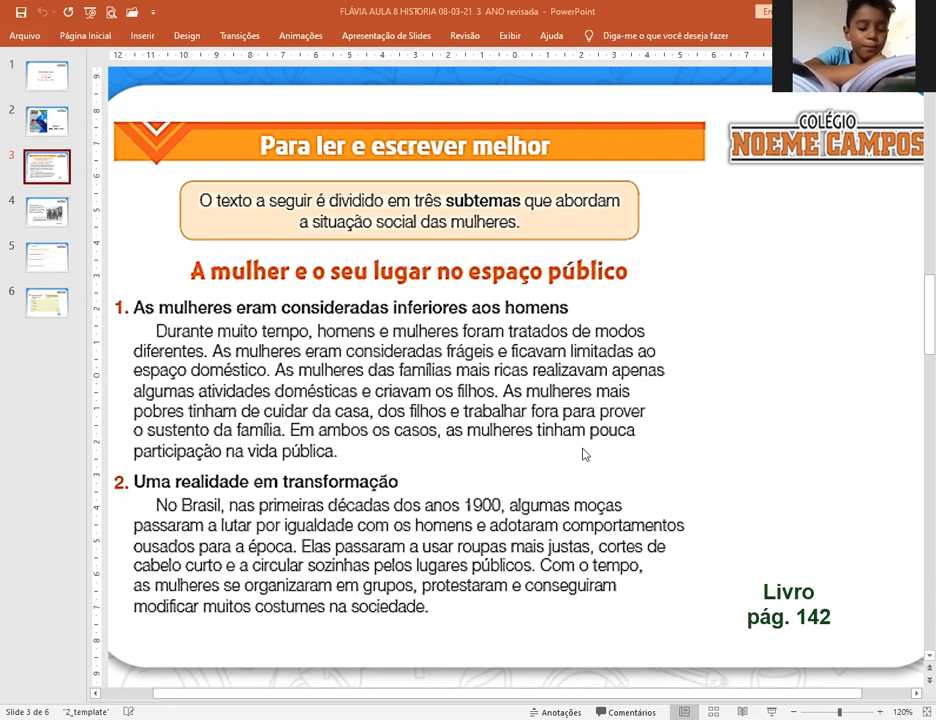 FLÁVIA AULA 8 HISTORIA 08-03-21 3 ANO revisada - PowerPoint
Arquivo Página Inicial Inserir Design Transições Animações Apresentação de Slides Revisão Exibir Ajuda Diga-me o que você deseja fazer
COLÉGIO
NOEME CAMPOS
Para ler e escrever melhor
O texto a seguir é dividido em três subtemas que abordam
a situação social das mulheres.
A mulher e o seu lugar no espaço público
1. As mulheres eram consideradas inferiores aos homens
Durante muito tempo, homens e mulheres foram tratados de modos
diferentes. As mulheres eram consideradas frágeis e ficavam limitadas ao
espaço doméstico. As mulheres das famílias mais ricas realizavam apenas
algumas atividades domésticas e criavam os filhos. As mulheres mais
pobres tinham de cuidar da casa, dos filhos e trabalhar fora para prover
o sustento da família. Em ambos os casos, as mulheres tinham pouca
participação na vida pública.
2. Uma realidade em transformação
No Brasil, nas primeiras décadas dos anos 1900, algumas moças
passaram a lutar por igualdade com os homens e adotaram comportamentos
ousados para a época. Elas passaram a usar roupas mais justas, cortes de
cabelo curto e a circular sozinhas pelos lugares públicos. Com o tempo,
as mulheres se organizaram em grupos, protestaram e conseguiram
modificar muitos costumes na sociedade.
Livro
pág. 142
1
2
3
4
5
6
Slide 3 de 6 "2_template" Anotações Comentários 120%